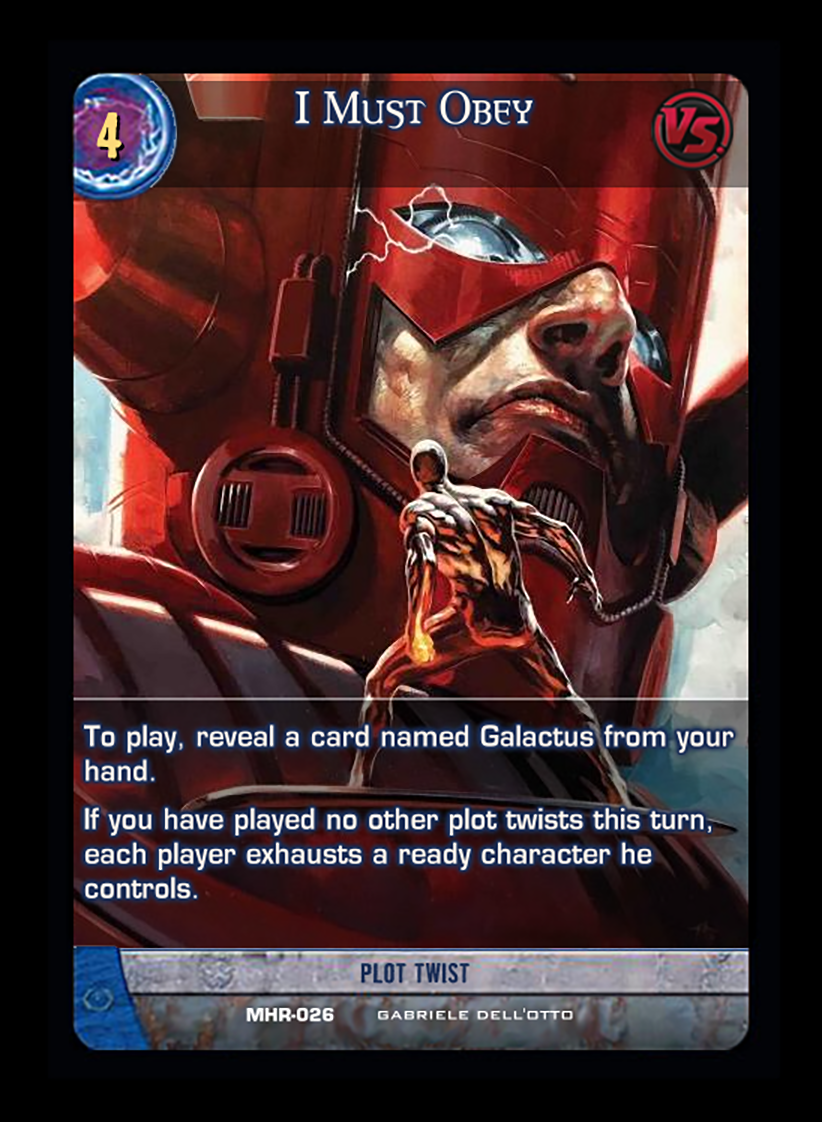 4
I Must Obey
VS.
To play, reveal a card named Galactus from your
hand.
If you have played no other plot twists this turn,
each player exhausts a ready character he
controls.
PLOT TWIST
MHR-026 GABRIELE DELL'OTTO